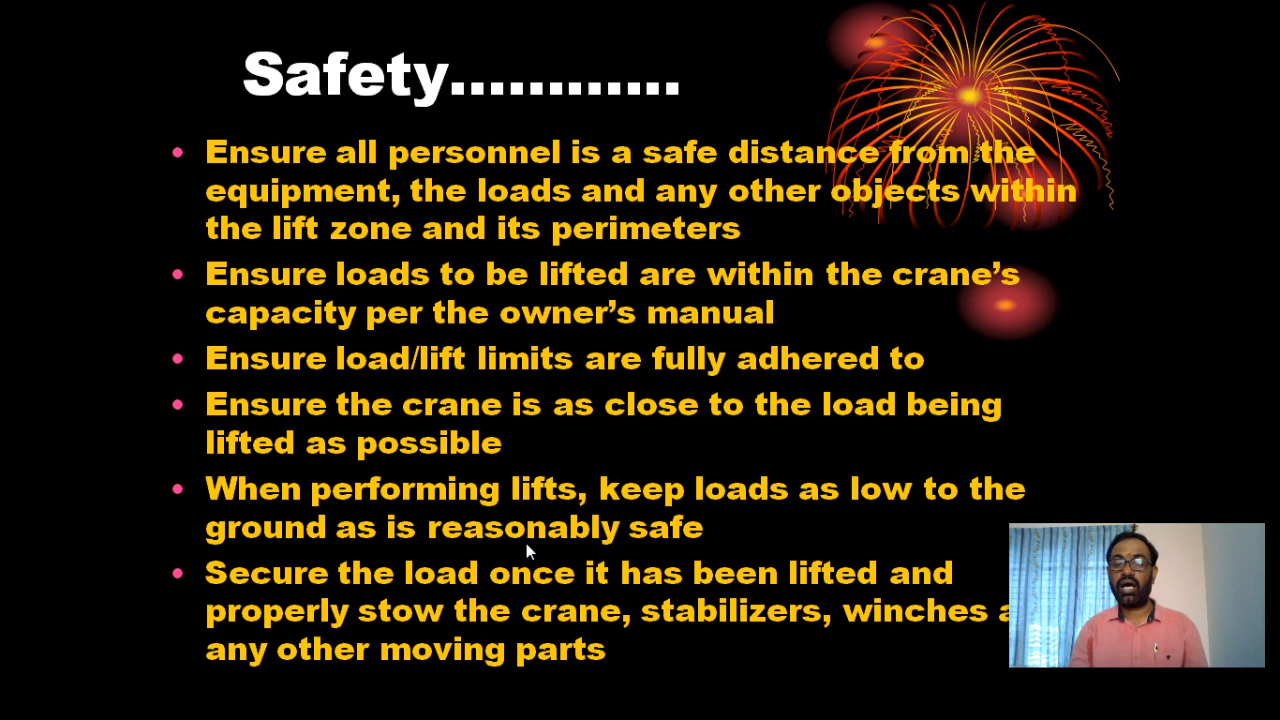 Safety............
• Ensure all personnel is a safe distance from the
equipment, the loads and any other objects within
the lift zone and its perimeters
• Ensure loads to be lifted are within the crane’s
capacity per the owner’s manual
• Ensure load/lift limits are fully adhered to
• Ensure the crane is as close to the load being
lifted as possible
• When performing lifts, keep loads as low to the
ground as is reasonably safe
• Secure the load once it has been lifted and
properly stow the crane, stabilizers, winches
any other moving parts